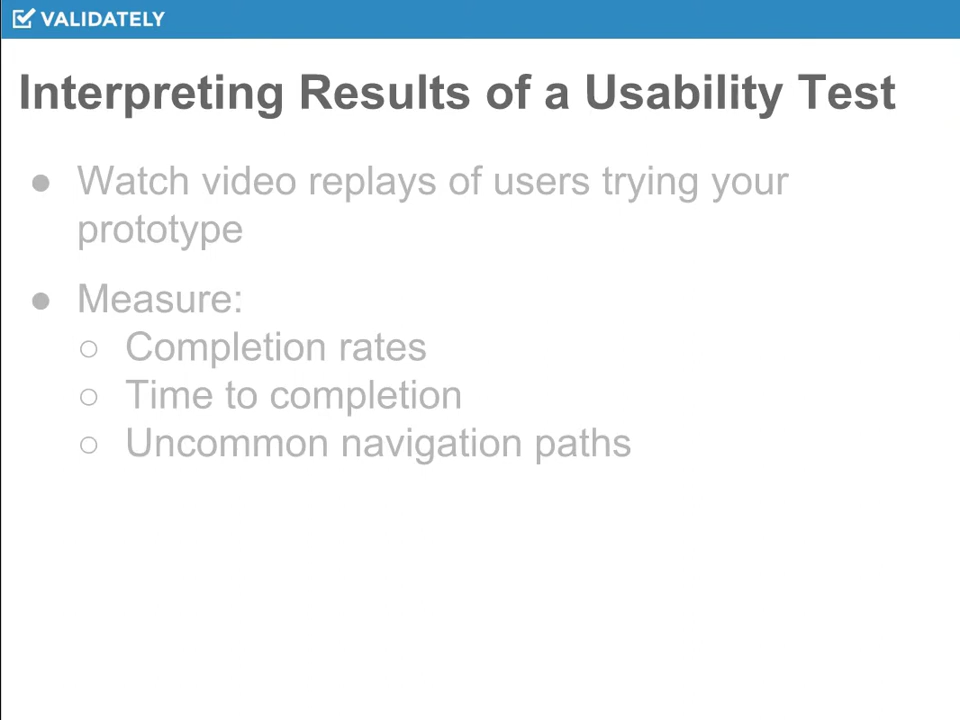 VALIDATELY
Interpreting Results of a Usability Test
● Watch video replays of users trying your
prototype
● Measure:
○ Completion rates
○ Time to completion
○ Uncommon navigation paths